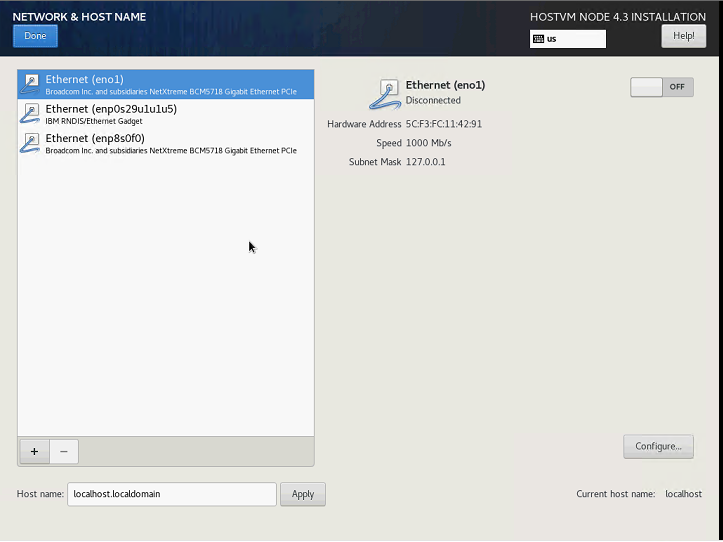 NETWORK & HOST NAME
HOSTVM NODE 4.3 INSTALLATION
Done
us
Help!
Ethernet (eno1)
Broadcom Inc. and subsidiaries NetXtreme BCM5718 Gigabit Ethernet PCIe
Ethernet (enp0s29u1u1u5)
IBM RNDIS/Ethernet Gadget
Ethernet (enp8s0f0)
Broadcom Inc. and subsidiaries NetXtreme BCM5718 Gigabit Ethernet PCIe
Ethernet (eno1)
Disconnected
OFF
Hardware Address 5C:F3:FC:11:42:91
Speed 1000 Mb/s
Subnet Mask 127.0.0.1
+ −
Configure...
Host name: localhost.localdomain Apply
Current host name: localhost